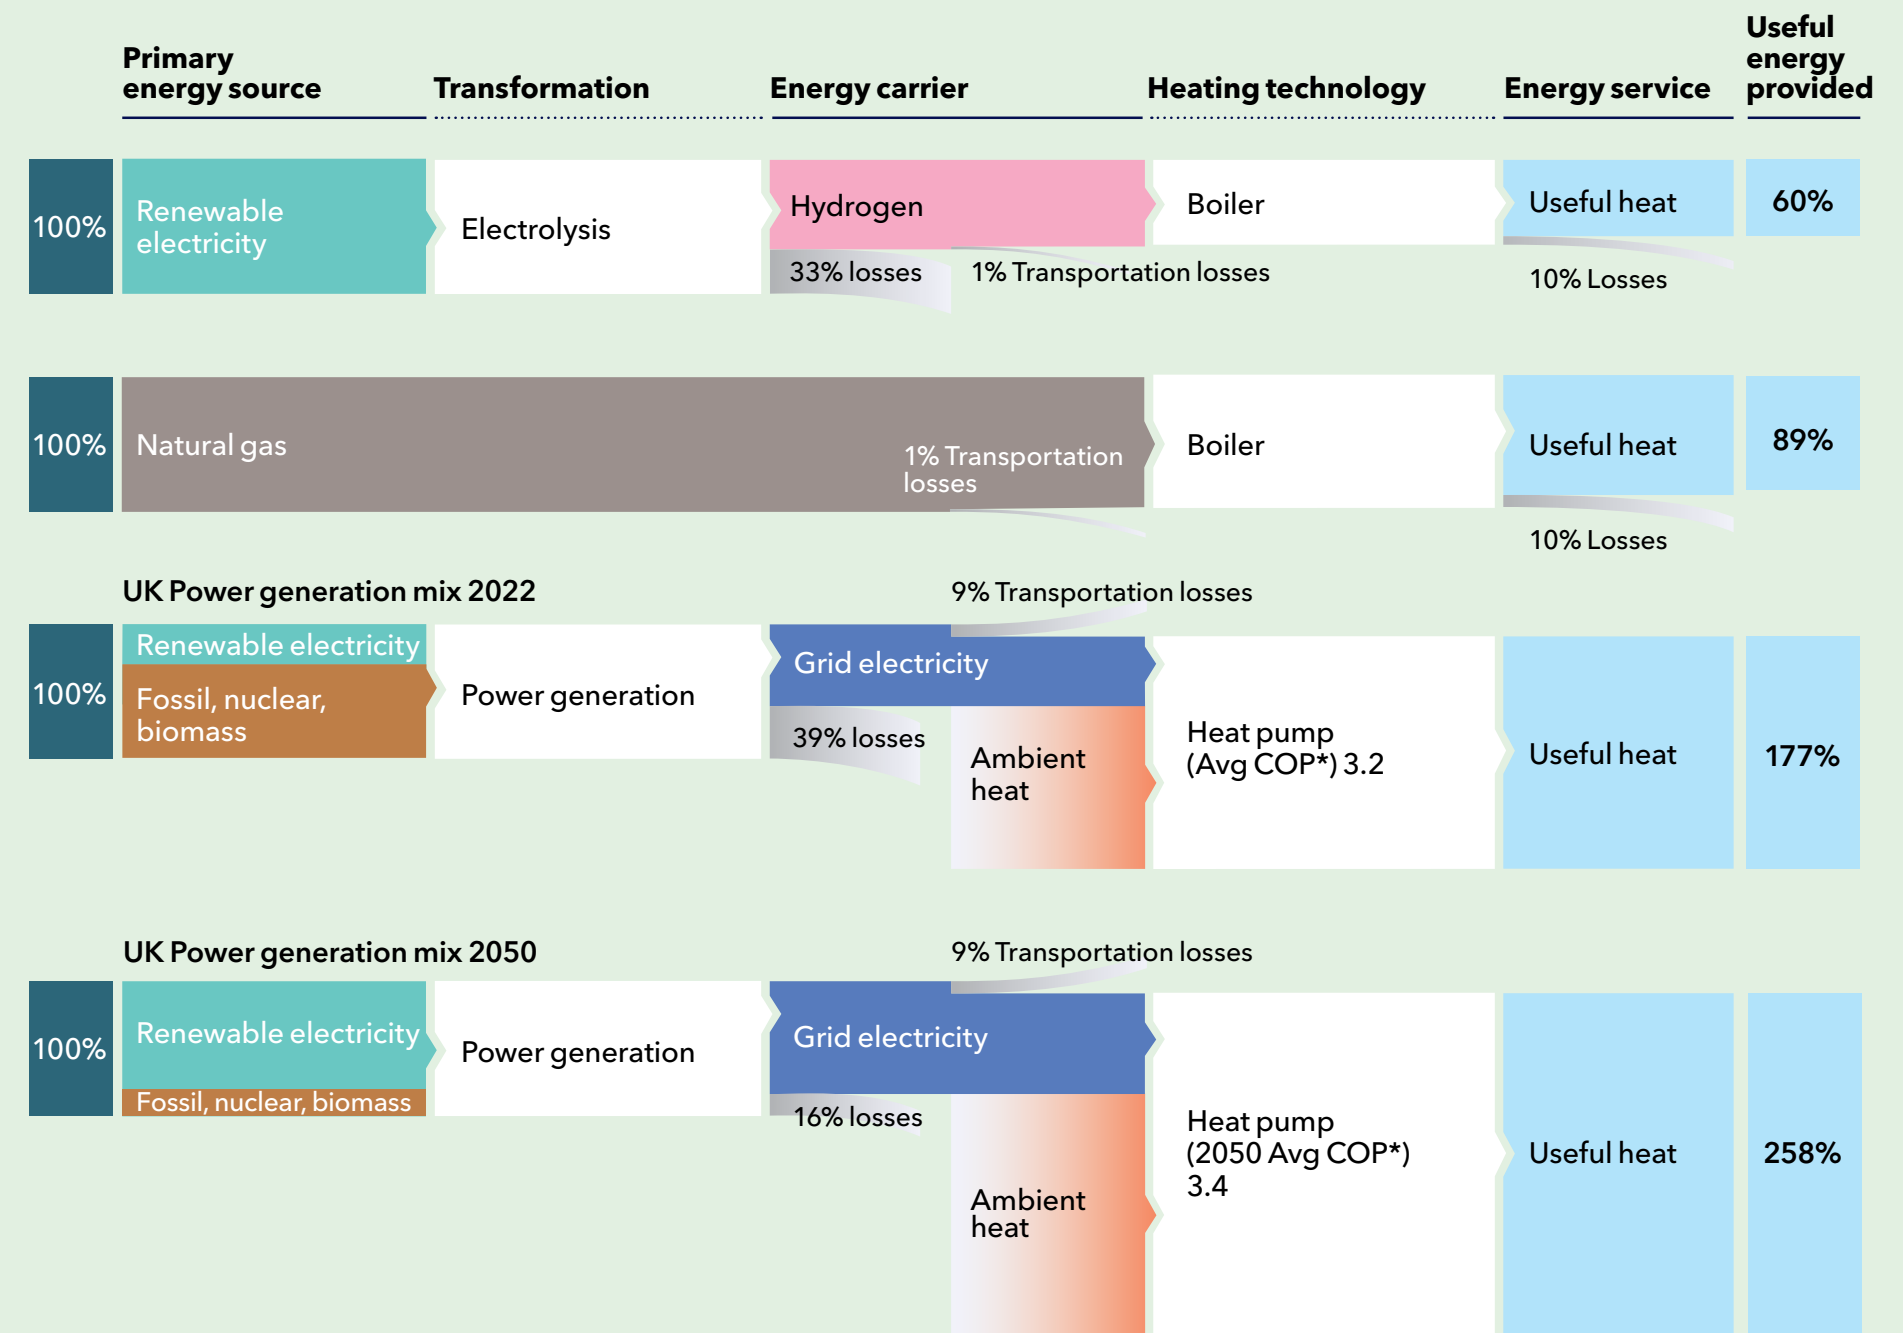 Primary
energy source
Transformation
Energy carrier
Heating technology
Energy service
Useful
energy
provided
100%
Renewable
electricity
Electrolysis
Hydrogen
33% losses
1% Transportation losses
Boiler
Useful heat
10% Losses
60%
100%
Natural gas
1% Transportation
losses
Boiler
Useful heat
10% Losses
89%
UK Power generation mix 2022
9% Transportation losses
100%
Renewable electricity
Fossil, nuclear,
biomass
Power generation
Grid electricity
39% losses
Ambient
heat
Heat pump
(Avg COP*) 3.2
Useful heat
177%
UK Power generation mix 2050
9% Transportation losses
100%
Renewable electricity
Fossil, nuclear, biomass
Power generation
Grid electricity
16% losses
Ambient
heat
Heat pump
(2050 Avg COP*)
3.4
Useful heat
258%